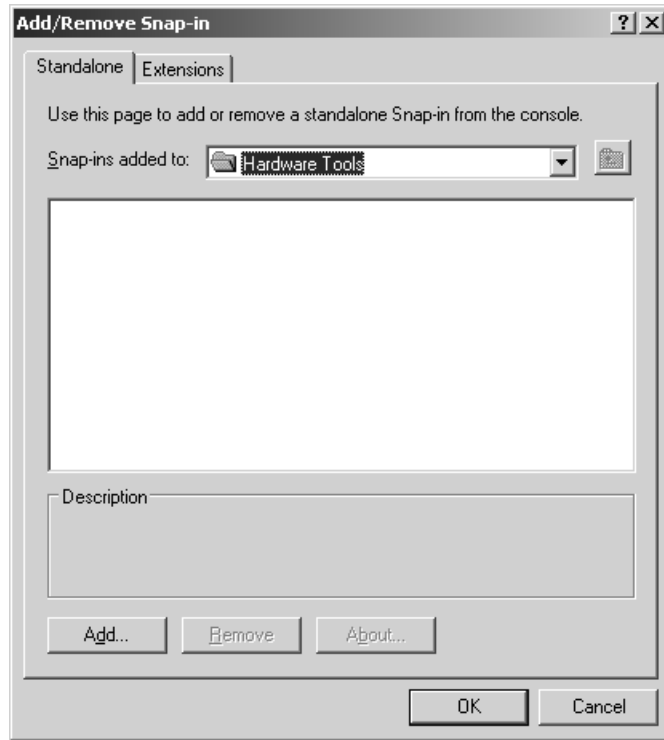 Add/Remove Snap-in
Standalone Extensions
Use this page to add or remove a standalone Snap-in from the console.
Snap-ins added to: Hardware Tools
Description
Add... Remove About...
OK Cancel